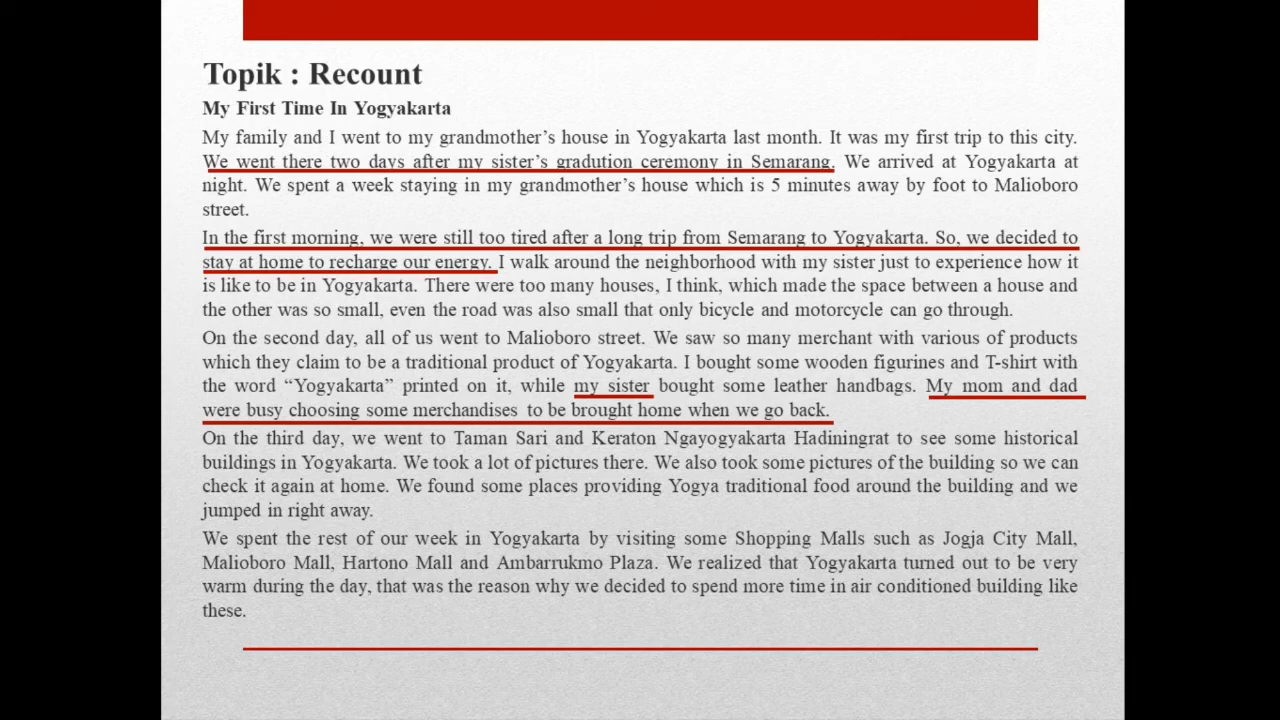 Topik : Recount
My First Time In Yogyakarta
My family and I went to my grandmother’s house in Yogyakarta last month. It was my first trip to this city.
We went there two days after my sister’s gradution ceremony in Semarang. We arrived at Yogyakarta at
night. We spent a week staying in my grandmother’s house which is 5 minutes away by foot to Malioboro
street.
In the first morning, we were still too tired after a long trip from Semarang to Yogyakarta. So, we decided to
stay at home to recharge our energy. I walk around the neighborhood with my sister just to experience how it
is like to be in Yogyakarta. There were too many houses, I think, which made the space between a house and
the other was so small, even the road was also small that only bicycle and motorcycle can go through.
On the second day, all of us went to Malioboro street. We saw so many merchant with various of products
which they claim to be a traditional product of Yogyakarta. I bought some wooden figurines and T-shirt with
the word “Yogyakarta” printed on it, while my sister bought some leather handbags. My mom and dad
were busy choosing some merchandises to be brought home when we go back.
On the third day, we went to Taman Sari and Keraton Ngayogyakarta Hadiningrat to see some historical
buildings in Yogyakarta. We took a lot of pictures there. We also took some pictures of the building so we can
check it again at home. We found some places providing Yogya traditional food around the building and we
jumped in right away.
We spent the rest of our week in Yogyakarta by visiting some Shopping Malls such as Jogja City Mall,
Malioboro Mall, Hartono Mall and Ambarrukmo Plaza. We realized that Yogyakarta turned out to be very
warm during the day, that was the reason why we decided to spend more time in air conditioned building like
these.